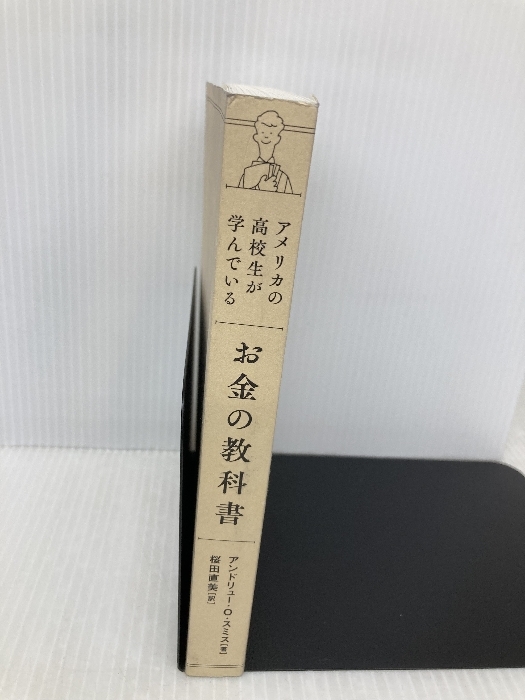 アメリカの
高校生が
学んでいる
お金の教科書
アンドリュー・O・スミス[著]
桜田直美[訳]